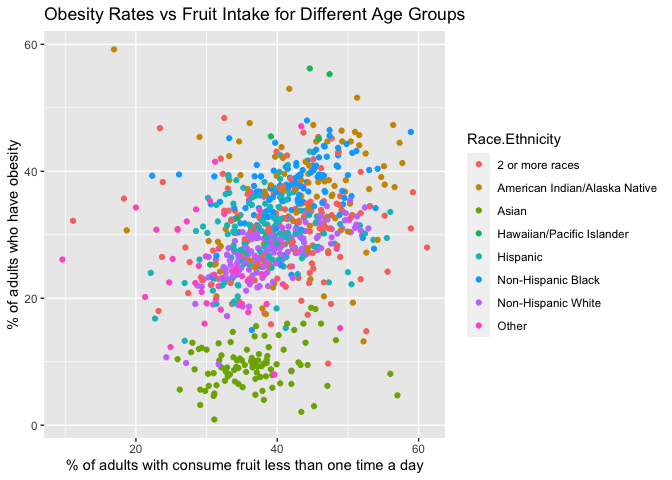 Obesity Rates vs Fruit Intake for Different Age Groups
60
40
20
0
% of adults who have obesity
20 40 60
% of adults with consume fruit less than one time a day
Race.Ethnicity
2 or more races
American Indian/Alaska Native
Asian
Hawaiian/Pacific Islander
Hispanic
Non-Hispanic Black
Non-Hispanic White
Other